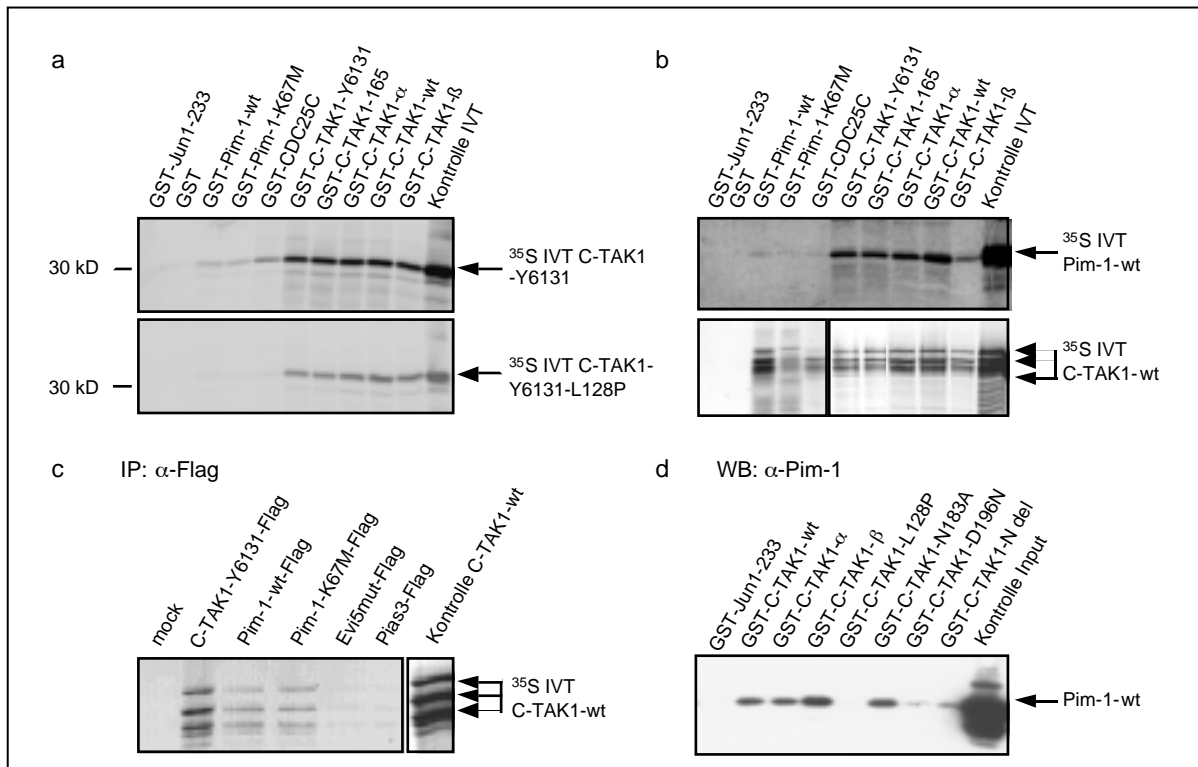 a
GST-Jun1-233
GST
GST-Pim-1-wt
GST-Pim-1-K67M
GST-CDC25C
GST-C-TAK1-Y6131
GST-C-TAK1-165
GST-C-TAK1-α
GST-C-TAK1-wt
GST-C-TAK1-ß
Kontrolle IVT
30 kD
35S IVT C-TAK1
-Y6131
30 kD
35S IVT C-TAK1-
Y6131-L128P
b
GST-Jun1-233
GST
GST-Pim-1-wt
GST-Pim-1-K67M
GST-CDC25C
GST-C-TAK1-Y6131
GST-C-TAK1-165
GST-C-TAK1-α
GST-C-TAK1-wt
GST-C-TAK1-ß
Kontrolle IVT
35S IVT
Pim-1-wt
35S IVT
C-TAK1-wt
c IP: α-Flag
mock
C-TAK1-Y6131-Flag
Pim-1-wt-Flag
Pim-1-K67M-Flag
Evi5mut-Flag
Pias3-Flag
Kontrolle C-TAK1-wt
35S IVT
C-TAK1-wt
d WB: α-Pim-1
GST-Jun1-233
GST-C-TAK1-wt
GST-C-TAK1-α
GST-C-TAK1-β
GST-C-TAK1-L128P
GST-C-TAK1-N183A
GST-C-TAK1-D196N
GST-C-TAK1-N del
Kontrolle Input
Pim-1-wt